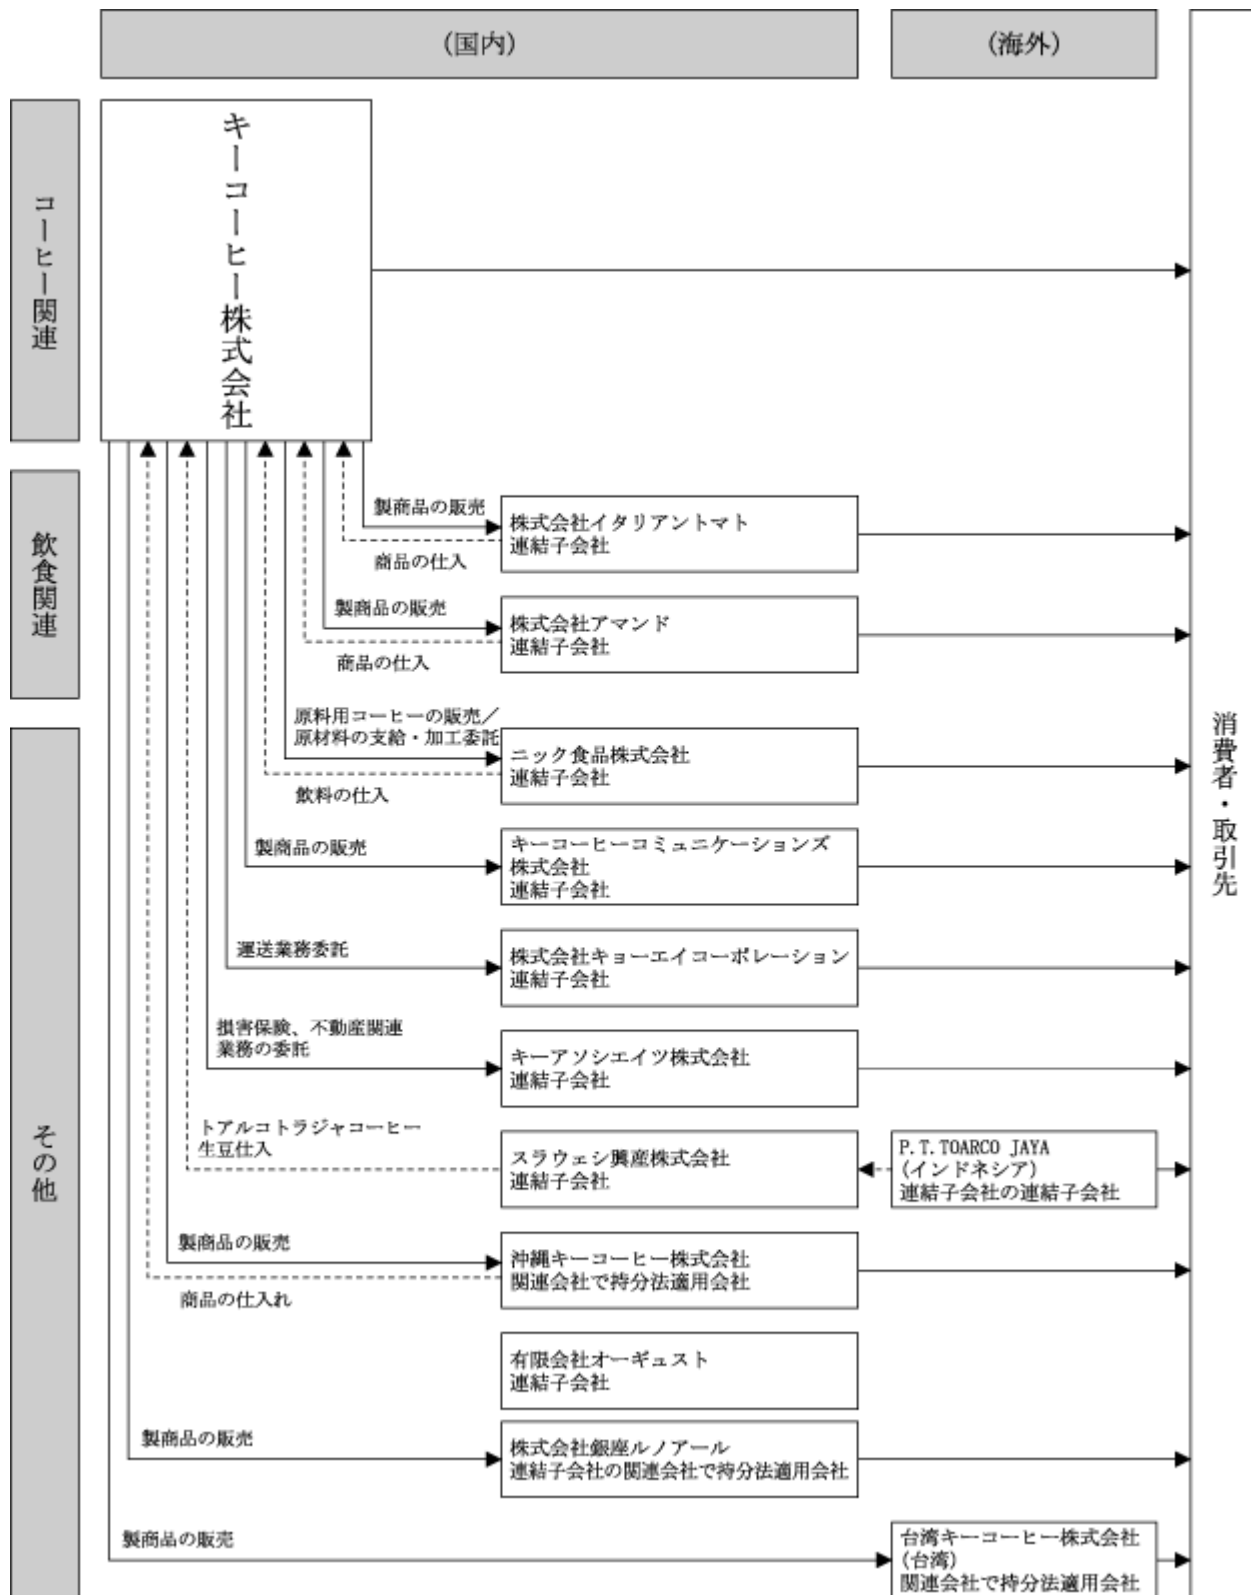 (国内)
(海外)
コーヒー関連
キーコーヒー株式会社
飲食関連
製商品の販売
株式会社イタリアントマト
連結子会社
商品の仕入
製商品の販売
株式会社アマンド
連結子会社
商品の仕入
その他
原料用コーヒーの販売／
原材料の支給・加工委託
ニック食品株式会社
連結子会社
飲料の仕入
製商品の販売
キーコーヒーコミュニケーションズ
株式会社
連結子会社
運送業務委託
株式会社キョーエイコーポレーション
連結子会社
損害保険、不動産関連
業務の委託
キーアソシエイツ株式会社
連結子会社
トアルコトラジャコーヒー
生豆仕入
スラウェシ興産株式会社
連結子会社
P.T.TOARCO JAYA
(インドネシア)
連結子会社の連結子会社
製商品の販売
沖縄キーコーヒー株式会社
関連会社で持分法適用会社
商品の仕入れ
有限会社オーギュスト
連結子会社
製商品の販売
株式会社銀座ルノアール
連結子会社の関連会社で持分法適用会社
製商品の販売
台湾キーコーヒー株式会社
(台湾)
関連会社で持分法適用会社
消費者・取引先